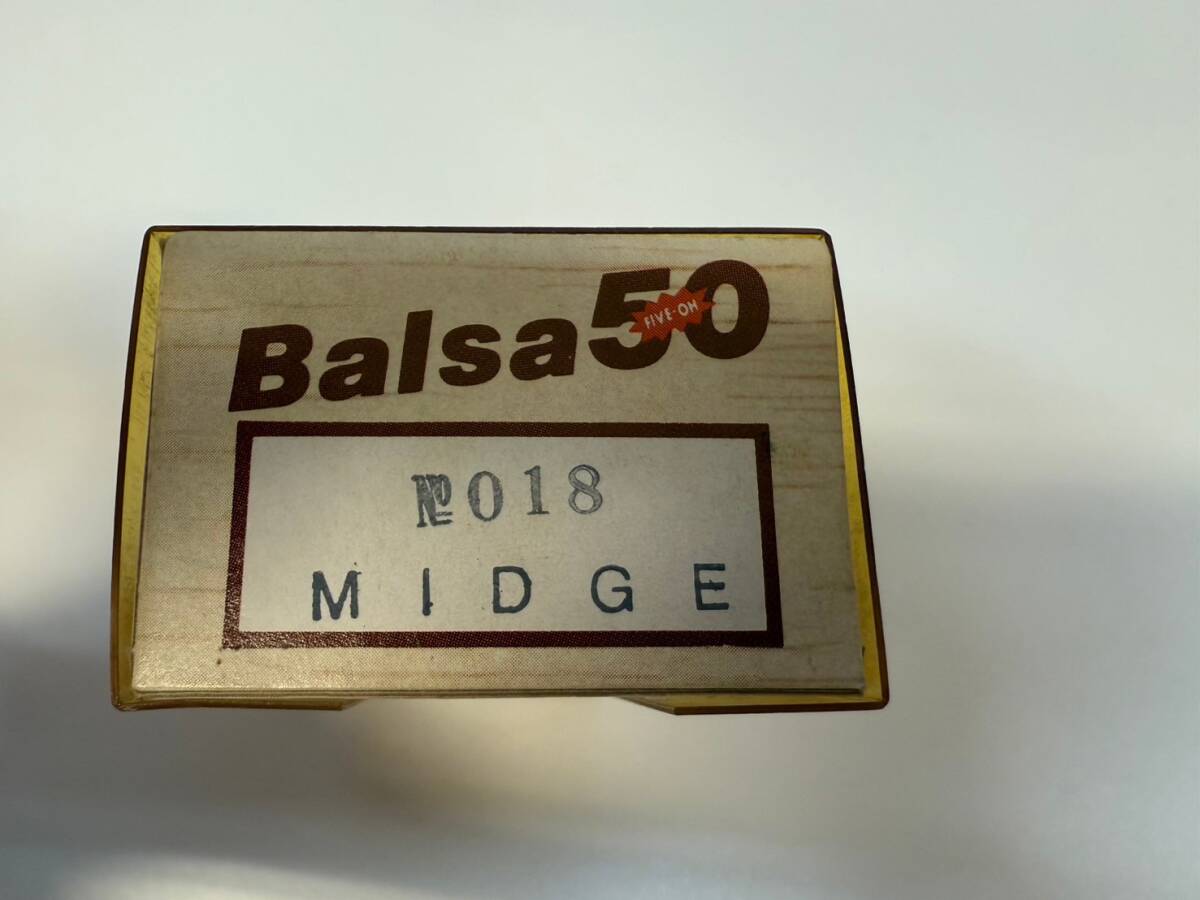 Balsa50
FIVE-OH
№018
MIDGE